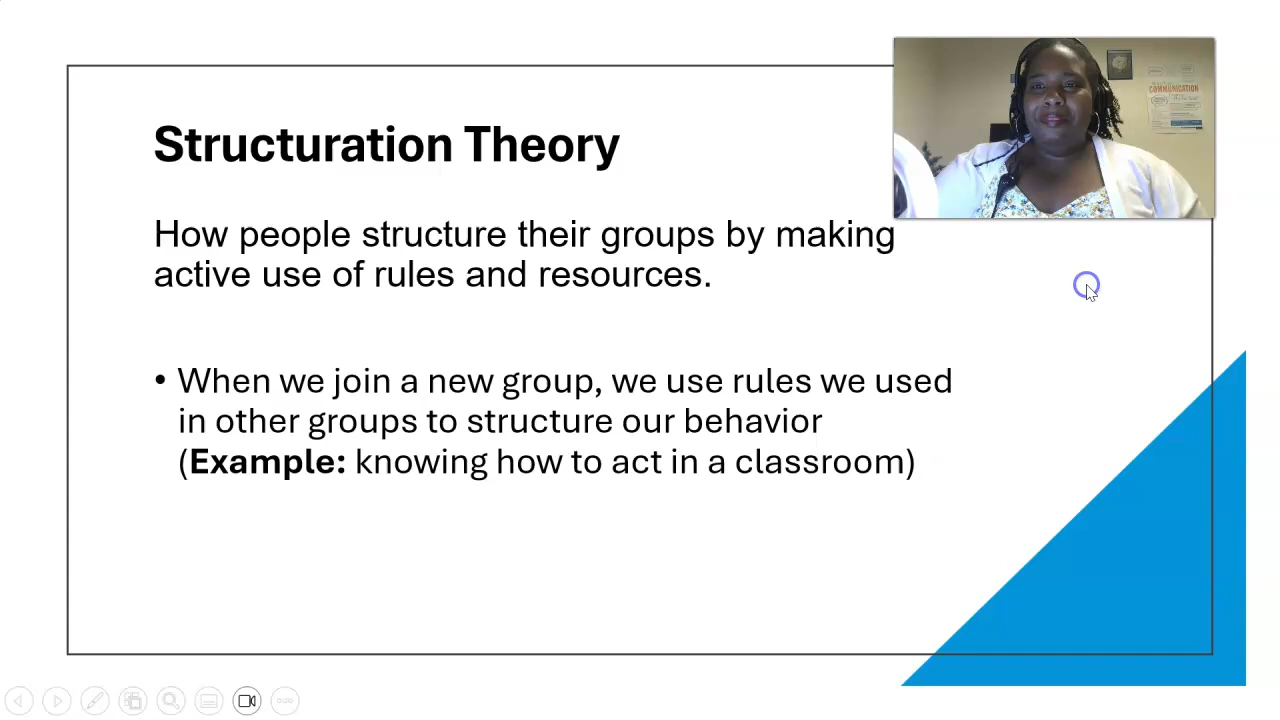 Structuration Theory
How people structure their groups by making
active use of rules and resources.
• When we join a new group, we use rules we used
in other groups to structure our behavior
(Example: knowing how to act in a classroom)
COMMUNICATION